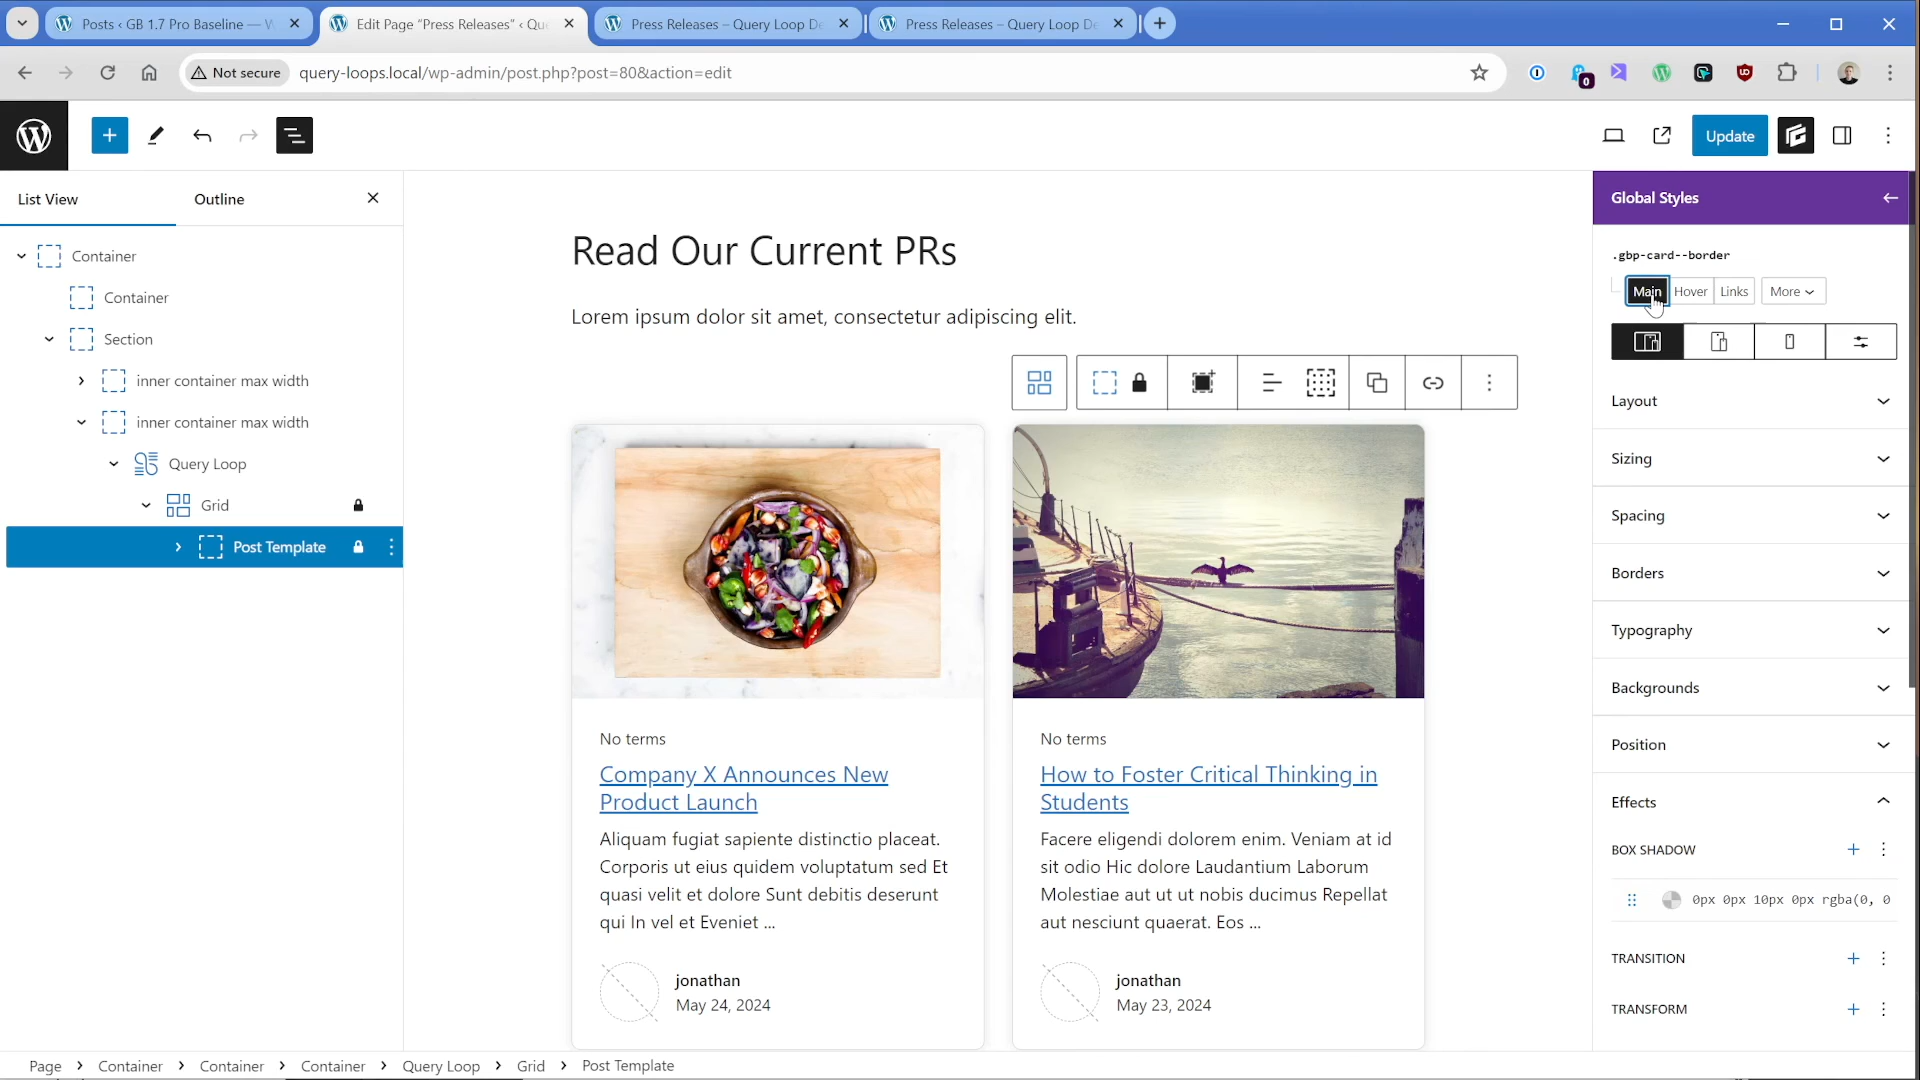 Posts ‹ GB 1.7 Pro Baseline — W
Edit Page "Press Releases" ‹ Qu
Press Releases – Query Loop De
Press Releases – Query Loop De
Not secure
query-loops.local/wp-admin/post.php?post=80&action=edit
0
Update
List View
Outline
Container
Container
Section
inner container max width
inner container max width
Query Loop
Grid
Post Template
Read Our Current PRs
Lorem ipsum dolor sit amet, consectetur adipiscing elit.
No terms
Company X Announces New
Product Launch
Aliquam fugiat sapiente distinctio placeat.
Corporis ut eius quidem voluptatum sed Et
quasi velit et dolore Sunt debitis deserunt
qui In vel et Eveniet ...
jonathan
May 24, 2024
No terms
How to Foster Critical Thinking in
Students
Facere eligendi dolorem enim. Veniam at id
sit odio Hic dolore Laudantium Laborum
Molestiae aut ut ut nobis ducimus Repellat
aut nesciunt quaerat. Eos ...
jonathan
May 23, 2024
Global Styles
.gbp-card--border
Main
Hover
Links
More
Layout
Sizing
Spacing
Borders
Typography
Backgrounds
Position
Effects
BOX SHADOW
0px 0px 10px 0px rgba(0, 0
TRANSITION
TRANSFORM
Page > Container > Container > Container > Query Loop > Grid > Post Template